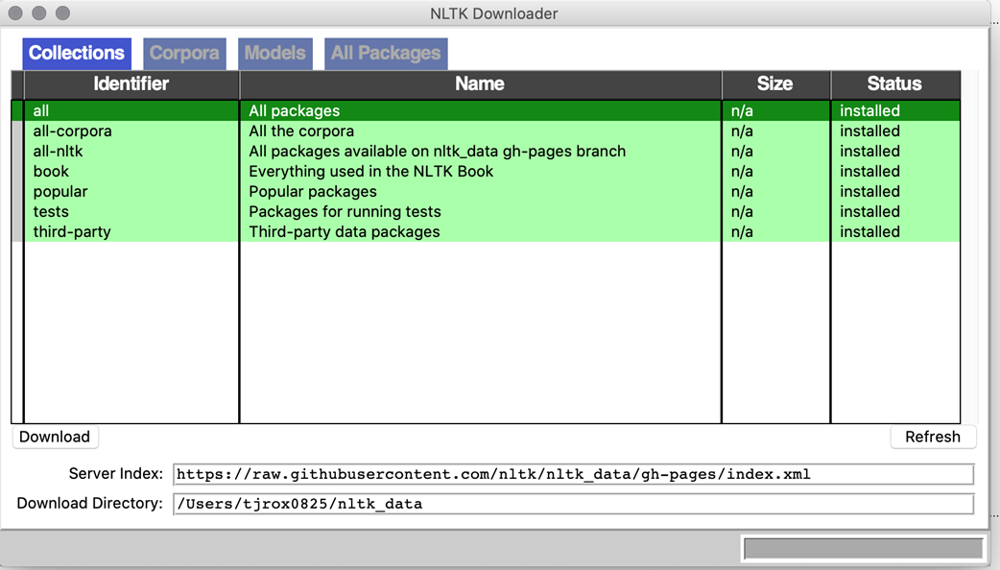 NLTK Downloader
Collections Corpora Models All Packages
Identifier Name Size Status
all All packages n/a installed
all-corpora All the corpora n/a installed
all-nltk All packages available on nltk_data gh-pages branch n/a installed
book Everything used in the NLTK Book n/a installed
popular Popular packages n/a installed
tests Packages for running tests n/a installed
third-party Third-party data packages n/a installed
Download Refresh
Server Index: https://raw.githubusercontent.com/nltk/nltk_data/gh-pages/index.xml
Download Directory: /Users/tjrox0825/nltk_data